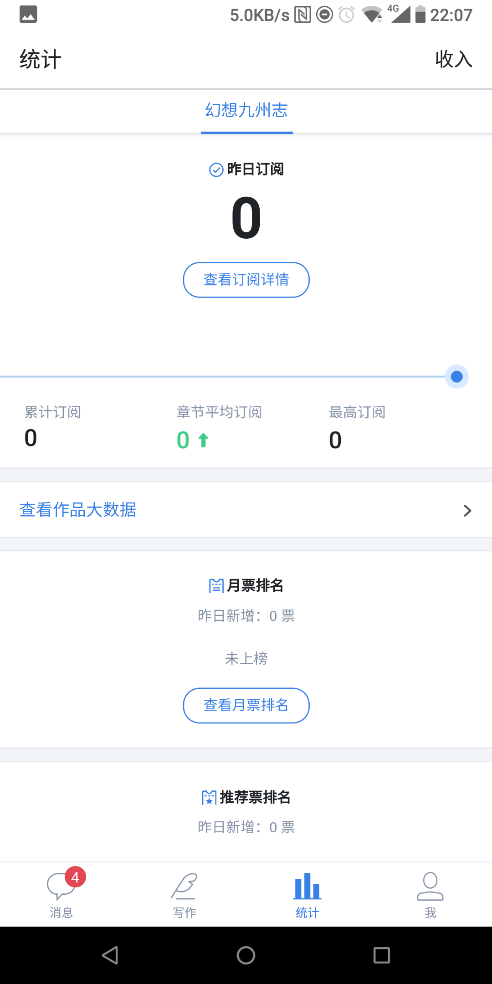 5.0KB/s 4G 22:07
统计 收入
幻想九州志
昨日订阅
0
查看订阅详情
累计订阅 章节平均订阅 最高订阅
0 0 0
查看作品大数据
月票排名
昨日新增：0 票
未上榜
查看月票排名
推荐票排名
昨日新增：0 票
4
消息 写作 统计 我